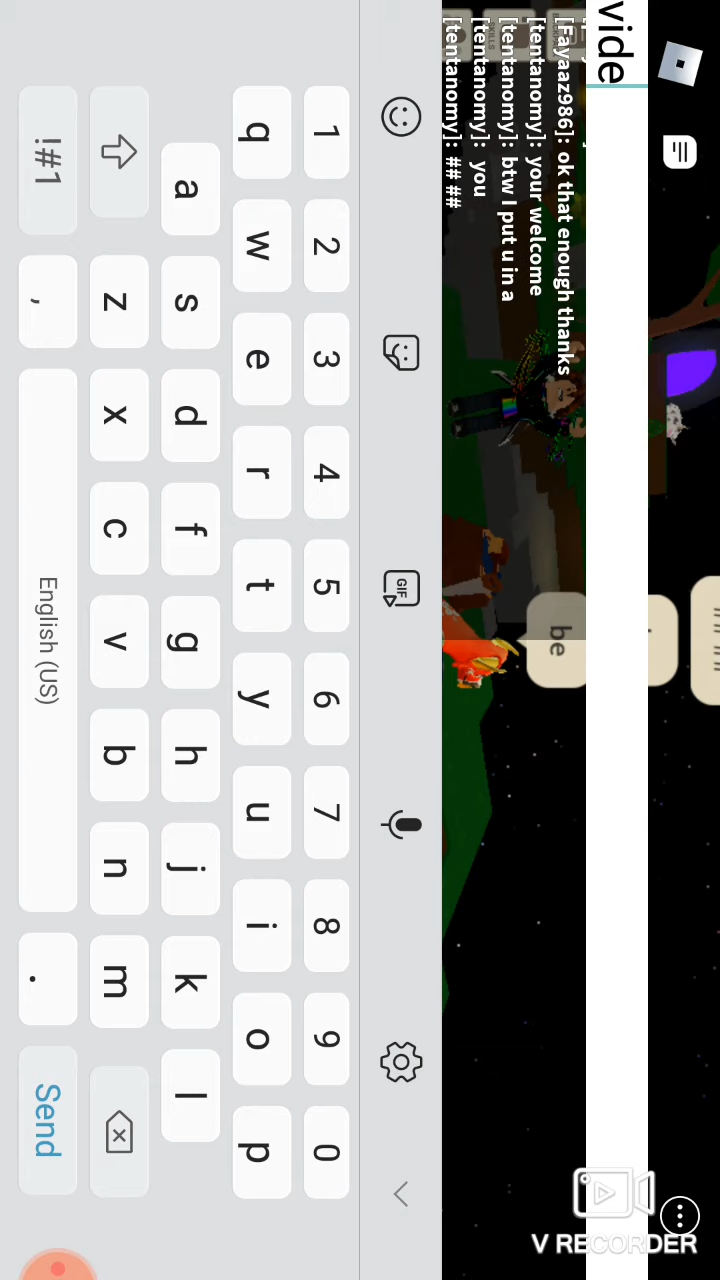 vide
[Fayaaz986]: ok that enough thanks
[tentanomy]: your welcome
[tentanomy]: btw I put u in a
[tentanomy]: you
[tentanomy]: ## ##
be
GIF
1 2 3 4 5 6 7 8 9 0
q w e r t y u i o p
a s d f g h j k l
z x c v b n m
!#1 , English (US) . Send
V RECORDER